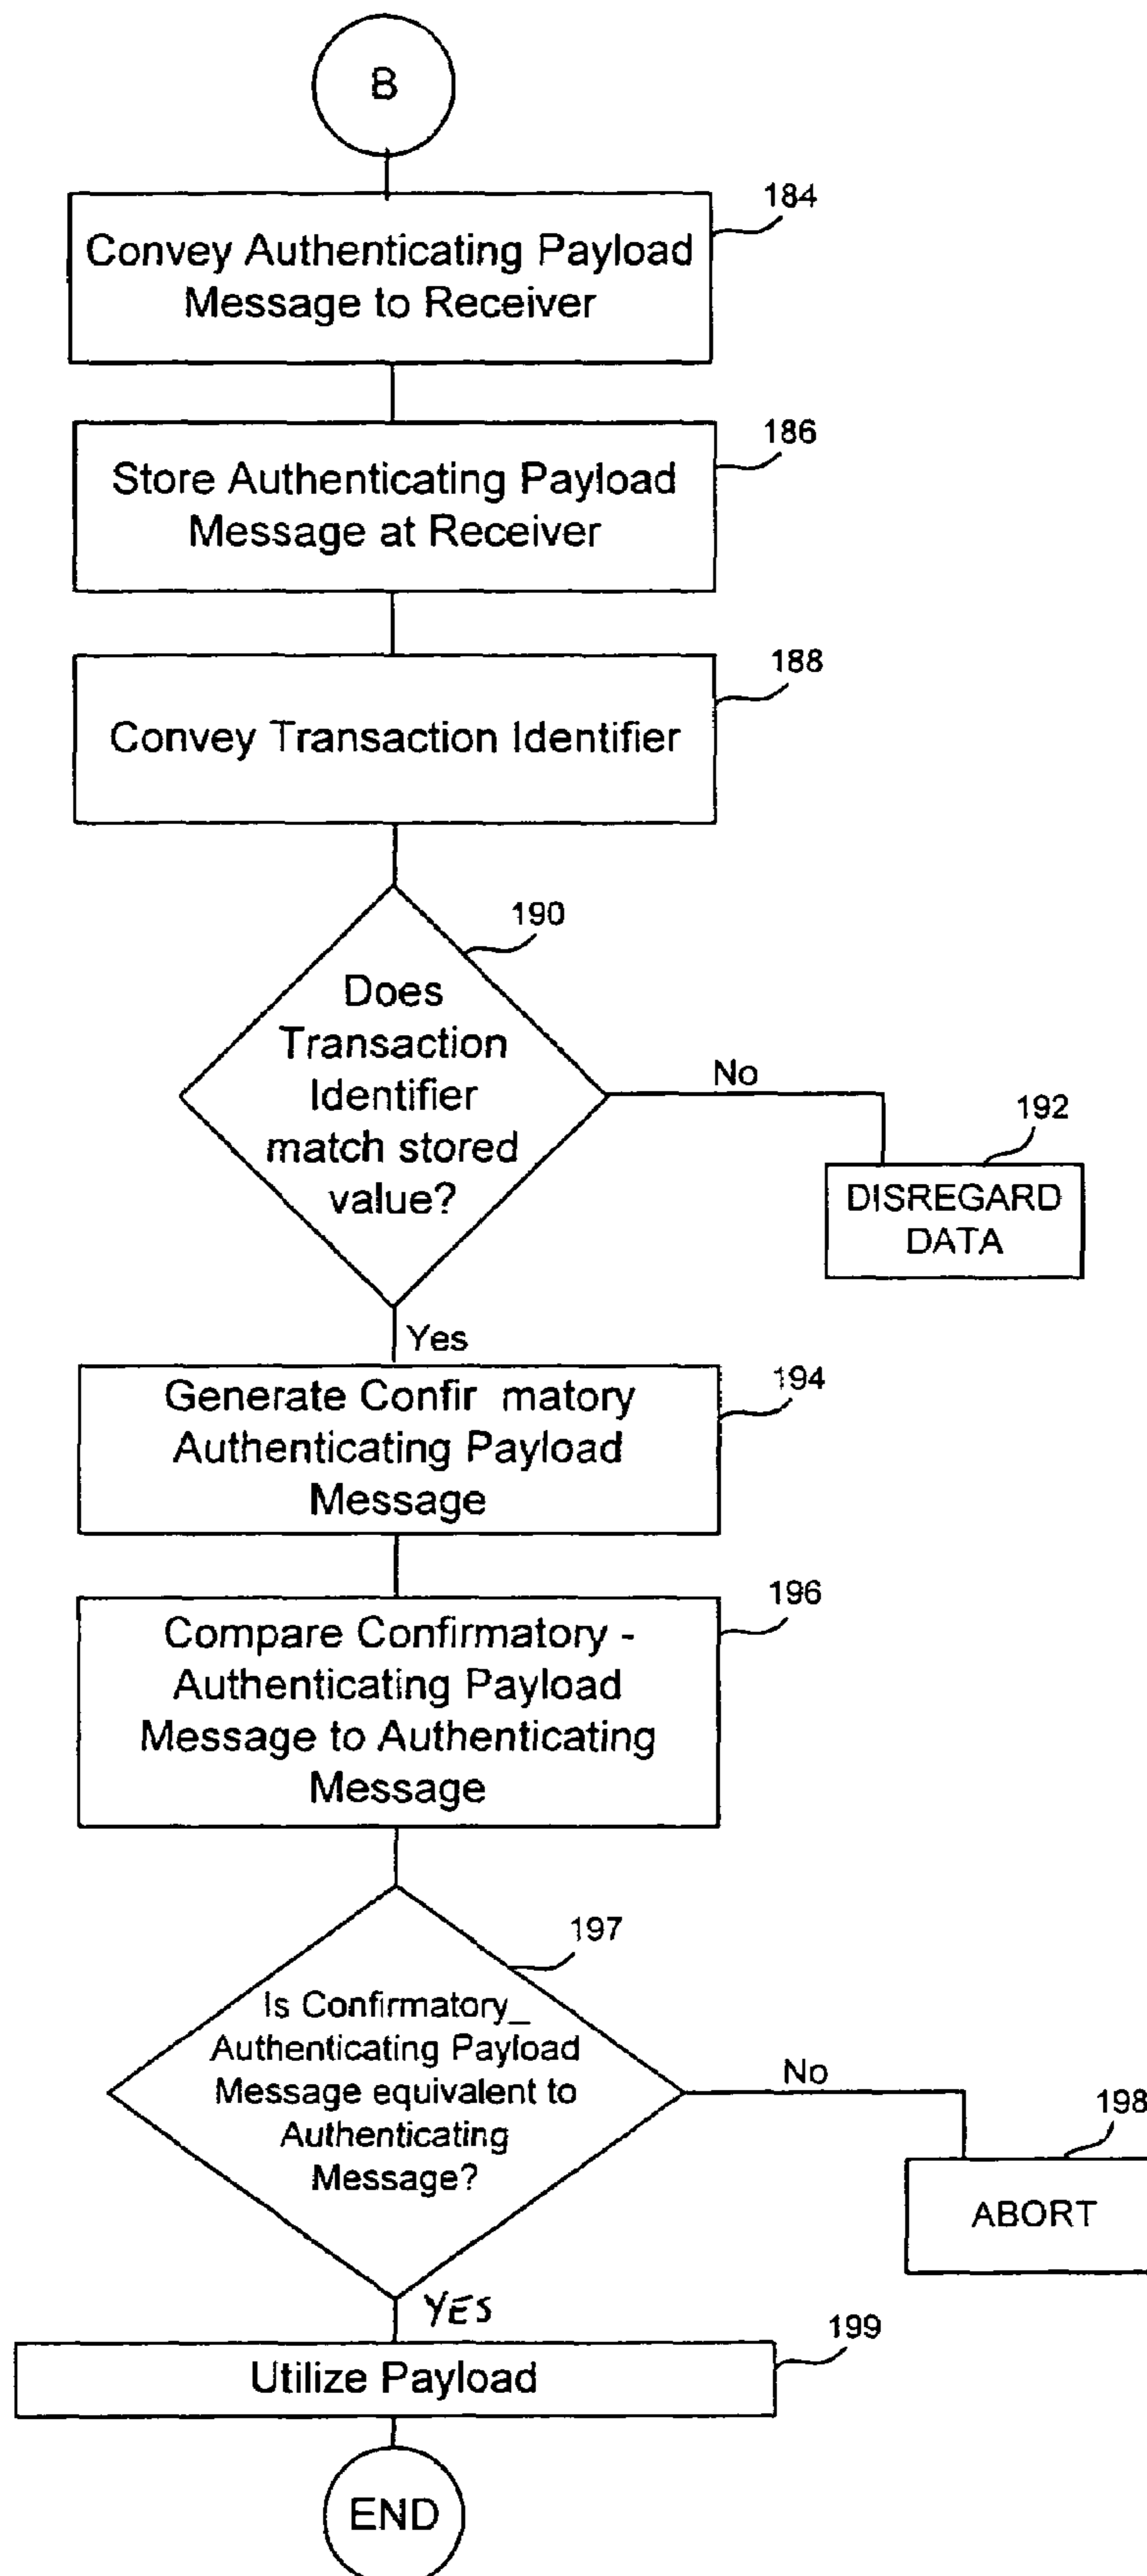 B
184
Convey Authenticating Payload
Message to Receiver
186
Store Authenticating Payload
Message at Receiver
188
Convey Transaction Identifier
190
Does
Transaction
Identifier
match stored
value?
No
192
DISREGARD
DATA
Yes
194
Generate Confir matory
Authenticating Payload
Message
196
Compare Confirmatory -
Authenticating Payload
Message to Authenticating
Message
197
Is Confirmatory_
Authenticating Payload
Message equivalent to
Authenticating
Message?
No
198
ABORT
YES
199
Utilize Payload
END